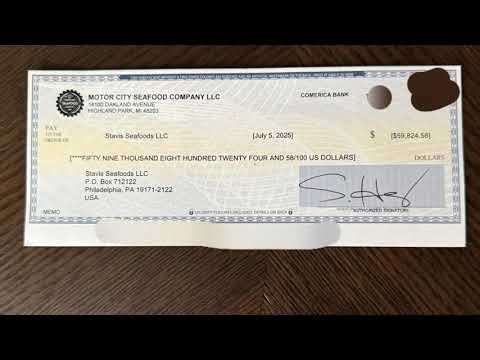 MOTOR CITY SEAFOOD COMPANY LLC
14100 OAKLAND AVENUE
HIGHLAND PARK, MI 48203
COMERICA BANK
PAY
TO THE
ORDER OF
Stavis Seafoods LLC
[July 5, 2025]
$
($59,824.58)
[****FIFTY NINE THOUSAND EIGHT HUNDRED TWENTY FOUR AND 58/100 US DOLLARS]
DOLLARS
Stavis Seafoods LLC
P.O. Box 712122
Philadelphia, PA 19171-2122
USA
MEMO
AUTHORIZED SIGNATURE